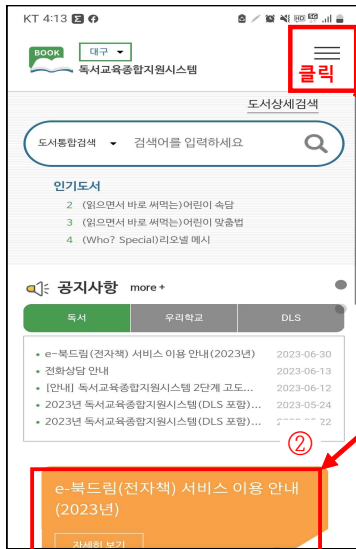 KT 4:13
BOOK 대구
독서교육종합지원시스템
클릭
도서상세검색
도서통합검색 검색어를 입력하세요
인기도서
2 (읽으면서 바로 써먹는)어린이 속담
3 (읽으면서 바로 써먹는)어린이 맞춤법
4 (Who? Special)리오넬 메시
공지사항 more +
독서 우리학교 DLS
• e-북드림(전자책) 서비스 이용 안내(2023년) 2023-06-30
• 전화상담 안내 2023-06-13
• [안내] 독서교육종합지원시스템 2단계 고도... 2023-06-12
• 2023년 독서교육종합지원시스템(DLS 포함)... 2023-05-24
• 2023년 독서교육종합지원시스템(DLS 포함)... 22
②
e-북드림(전자책) 서비스 이용 안내
(2023년)
자세히 보기